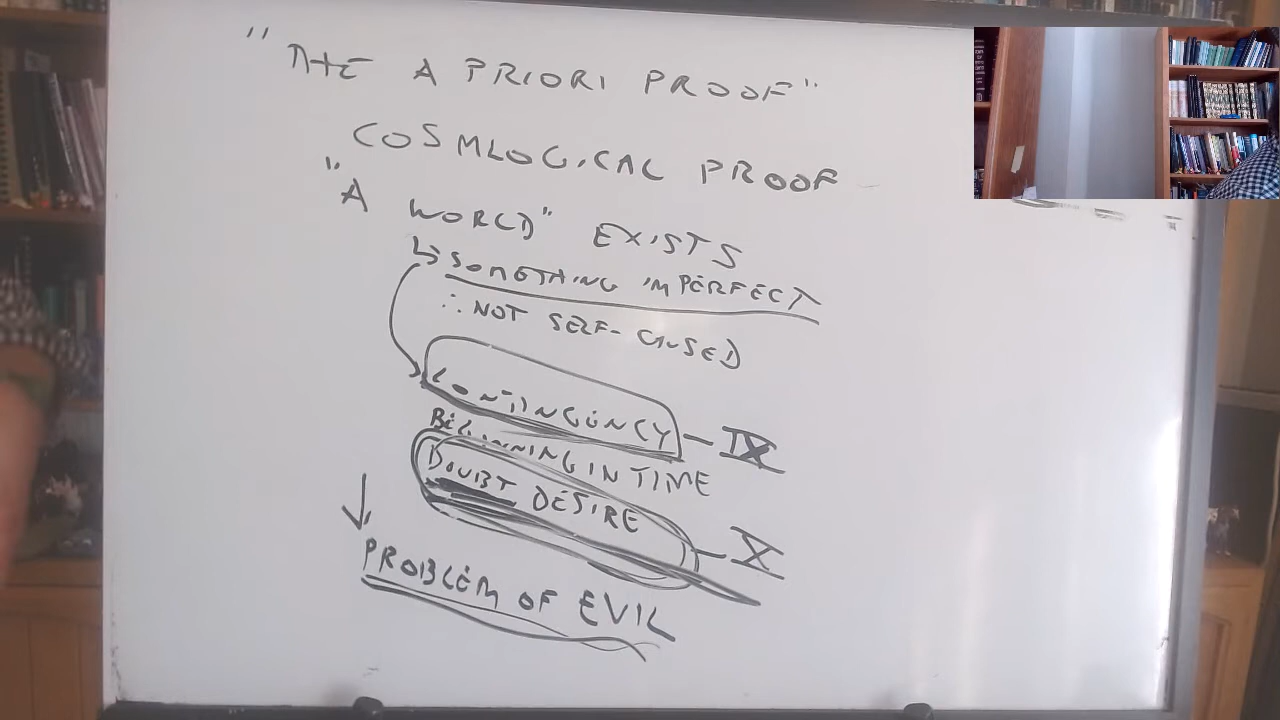 "THE A PRIORI PROOF"
COSMLOGICAL PROOF
"A WORLD" EXISTS
↳ SOMETHING IMPERFECT
∴ NOT SELF-CAUSED
CONTINGENCY - IX
BEGINNING IN TIME
DOUBT DESIRE - X
PROBLEM OF EVIL